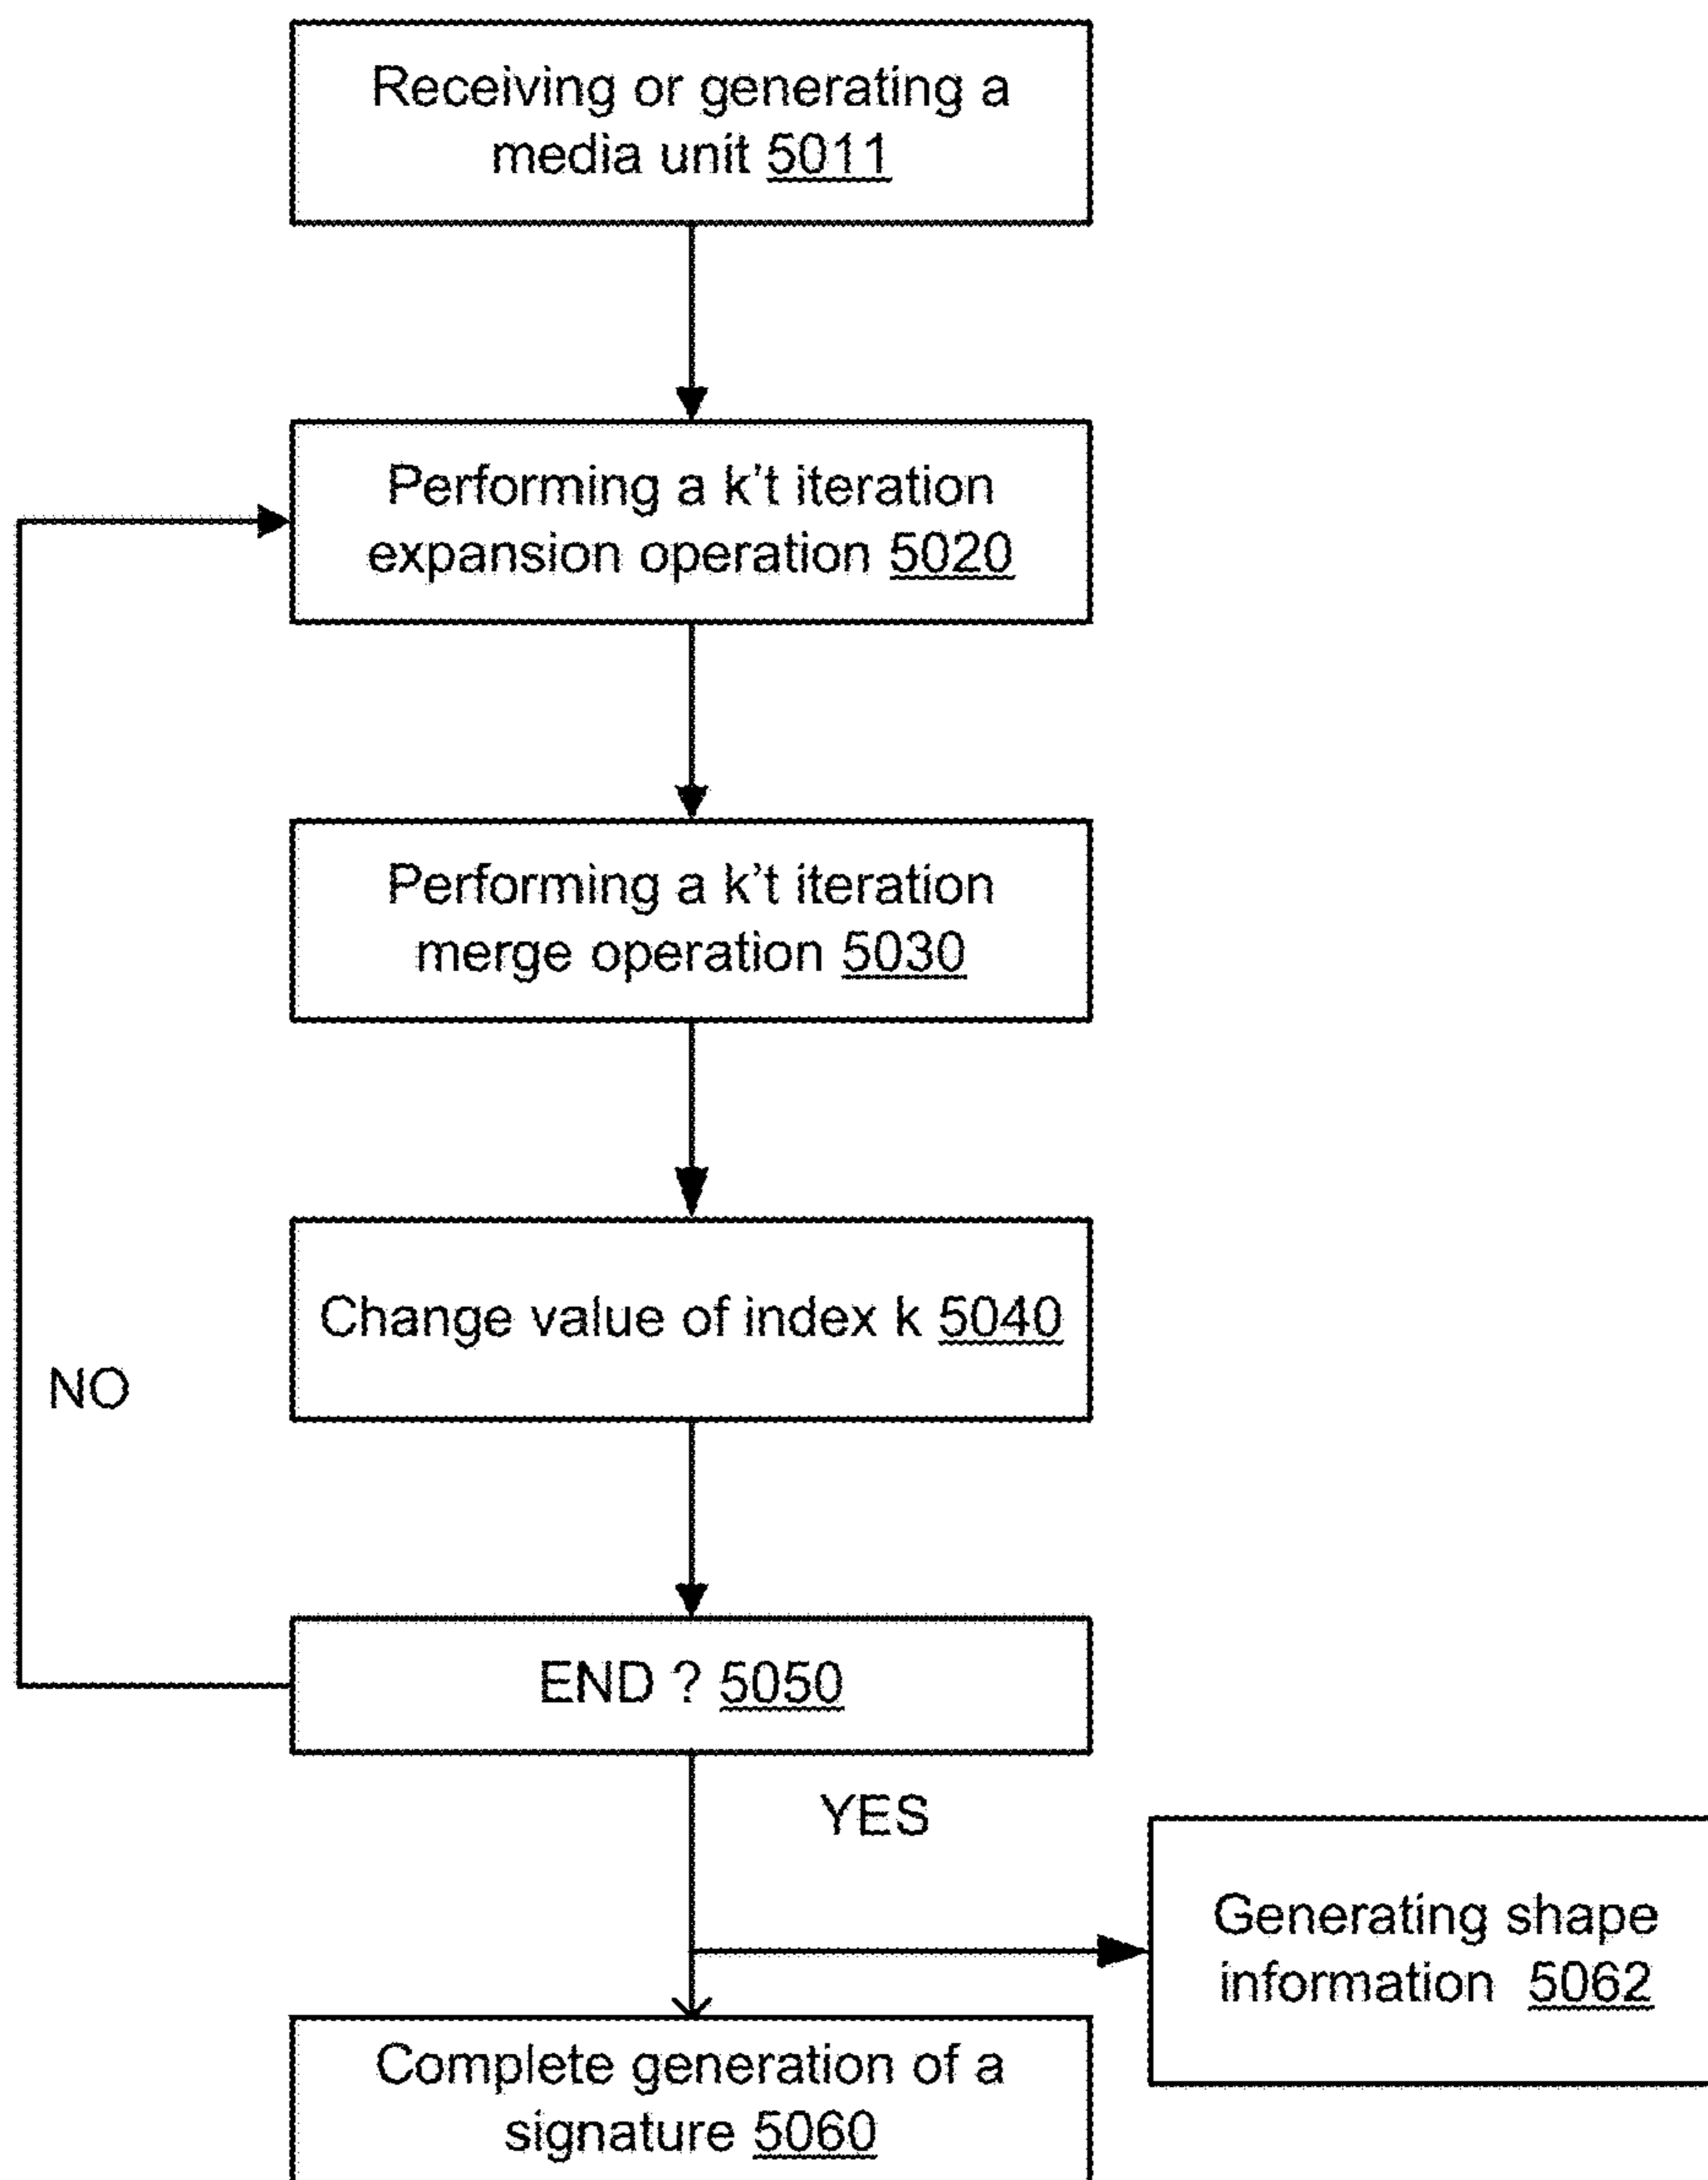 Receiving or generating a
media unit 5011
Performing a k't iteration
expansion operation 5020
Performing a k't iteration
merge operation 5030
Change value of index k 5040
NO
END ? 5050
YES
Generating shape
information 5062
Complete generation of a
signature 5060